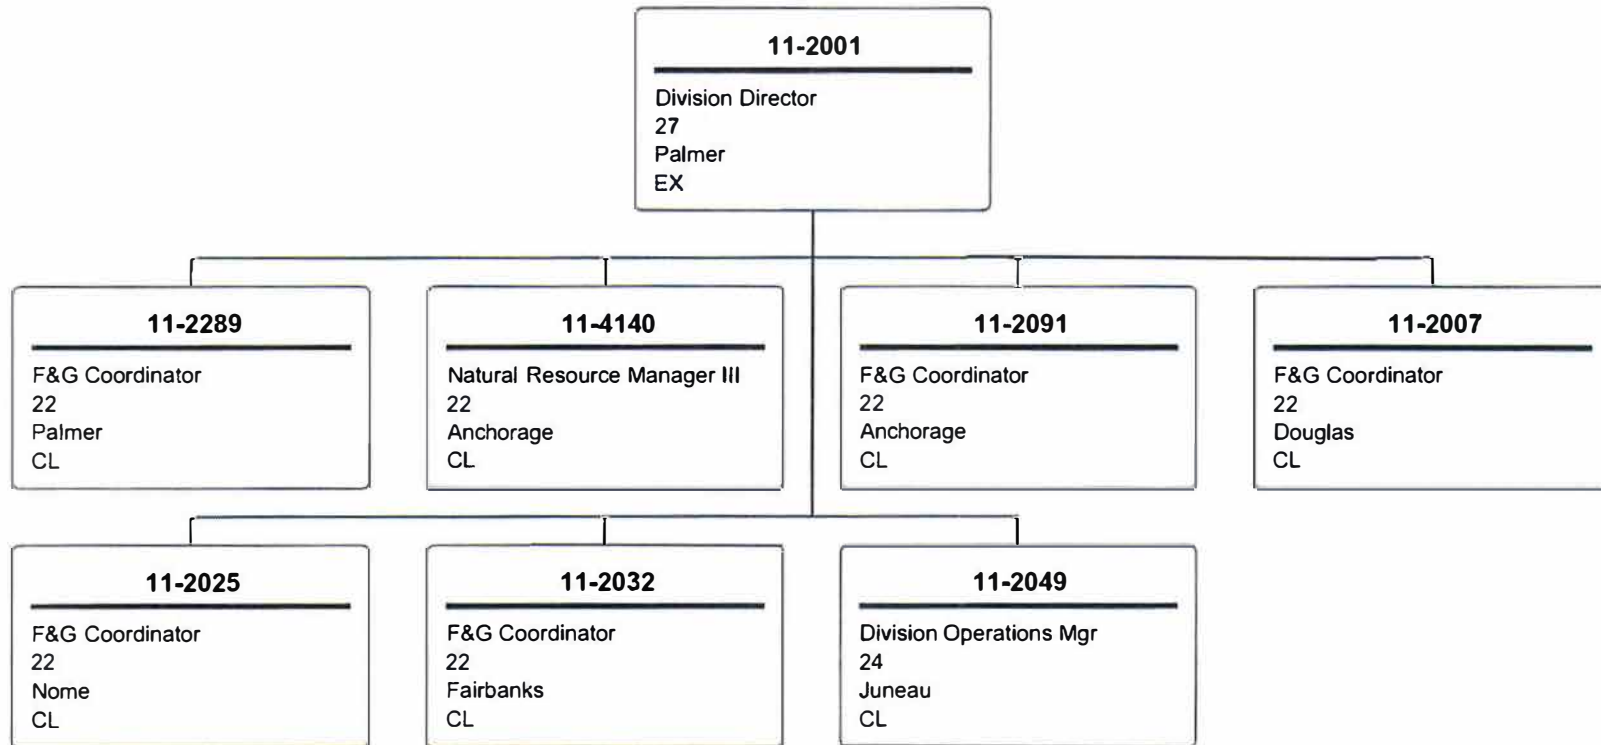 11-2001
Division Director
27
Palmer
EX
11-2289
F&G Coordinator
22
Palmer
CL
11-4140
Natural Resource Manager III
22
Anchorage
CL
11-2091
F&G Coordinator
22
Anchorage
CL
11-2007
F&G Coordinator
22
Douglas
CL
11-2025
F&G Coordinator
22
Nome
CL
11-2032
F&G Coordinator
22
Fairbanks
CL
11-2049
Division Operations Mgr
24
Juneau
CL